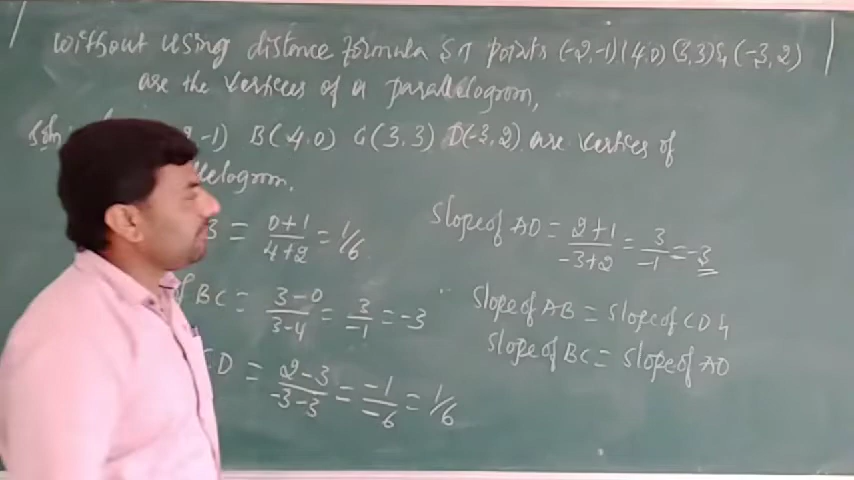 without using distance formula S.T points (-2,-1)(4,0)(3,3)&(-3,2)
are the vertices of a parallelogram,
Soln -1) B(4,0) C(3,3) D(-3,2) are vertices of
llelogram.
= 0+1/4+2 = 1/6
BC = 3-0/3-4 = 3/-1 = -3
CD = 2-3/-3-3 = -1/-6 = 1/6
Slope of AD = 2+1/-3+2 = 3/-1 = -3
Slope of AB = Slope of CD &
Slope of BC = Slope of AD